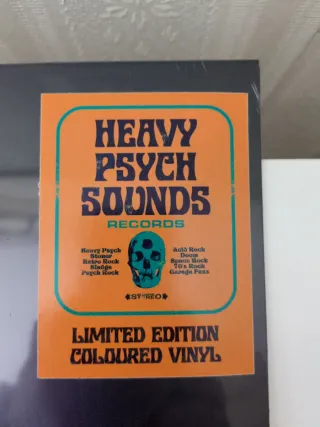 HEAVY
PSYCH
SOUNDS
RECORDS
Heavy Psych
Stoner
Retro Rock
Sludge
Psych Rock
Acid Rock
Doom
Space Rock
70's Rock
Garage Fuzz
STEREO
LIMITED EDITION
COLOURED VINYL